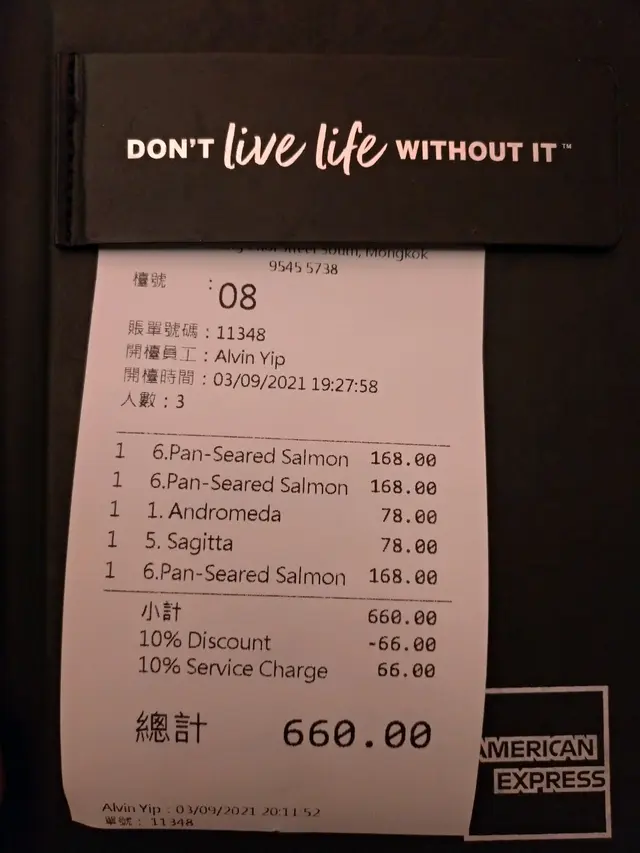 DON'T live life WITHOUT IT™
South, Mongkok
9545 5738
檯號 : 08
賬單號碼 : 11348
開檯員工 : Alvin Yip
開檯時間 : 03/09/2021 19:27:58
人數 : 3
1 6.Pan-Seared Salmon 168.00
1 6.Pan-Seared Salmon 168.00
1 1. Andromeda 78.00
1 5. Sagitta 78.00
1 6.Pan-Seared Salmon 168.00
小計 660.00
10% Discount -66.00
10% Service Charge 66.00
總計 660.00
AMERICAN
EXPRESS
Alvin Yip : 03/09/2021 20:11:52
單號 : 11348